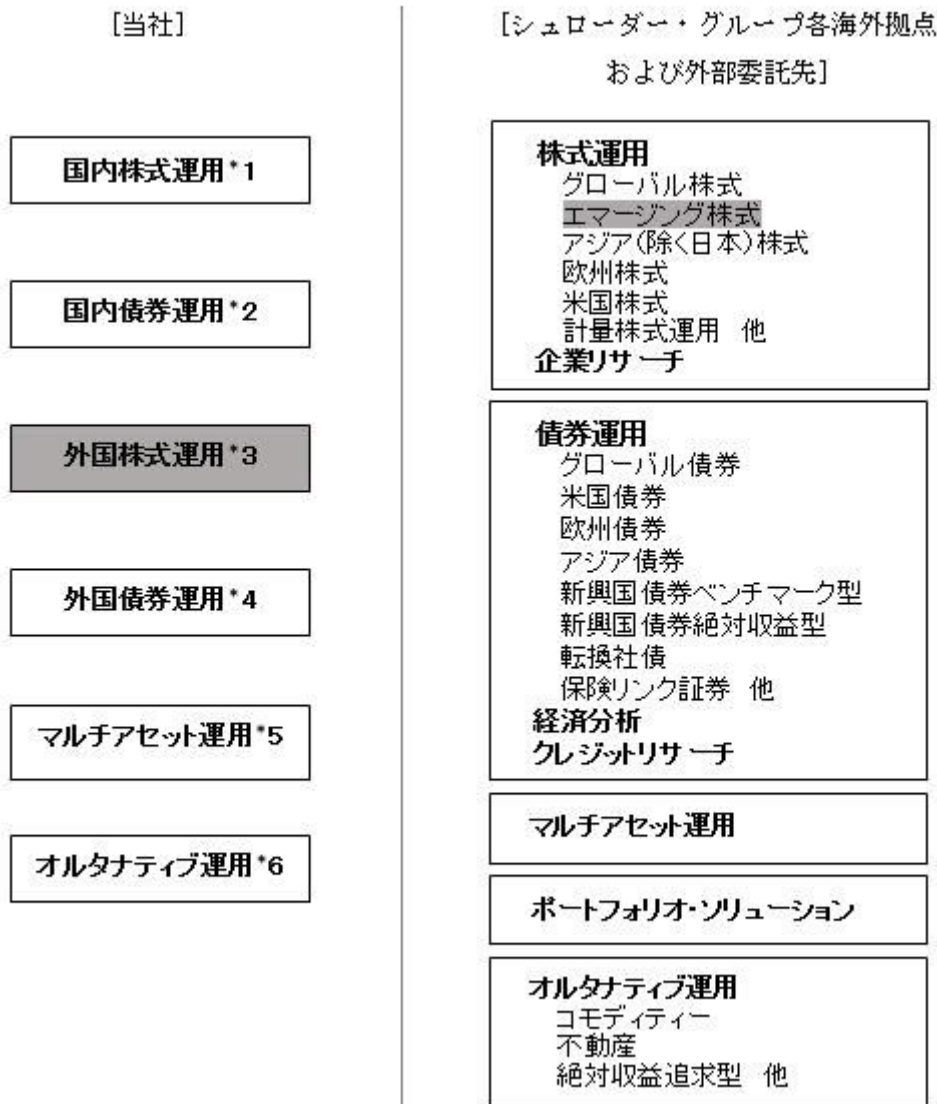 [当社]
国内株式運用*1
国内債券運用*2
外国株式運用*3
外国債券運用*4
マルチアセット運用*5
オルタナティブ運用*6
[シュローダー・グループ各海外拠点
および外部委託先]
株式運用
グローバル株式
エマージング株式
アジア(除く日本)株式
欧州株式
米国株式
計量株式運用 他
企業リサーチ
債券運用
グローバル債券
米国債券
欧州債券
アジア債券
新興国債券ベンチマーク型
新興国債券絶対収益型
転換社債
保険リンク証券 他
経済分析
クレジットリサーチ
マルチアセット運用
ポートフォリオ・ソリューション
オルタナティブ運用
コモディティー
不動産
絶対収益追求型 他